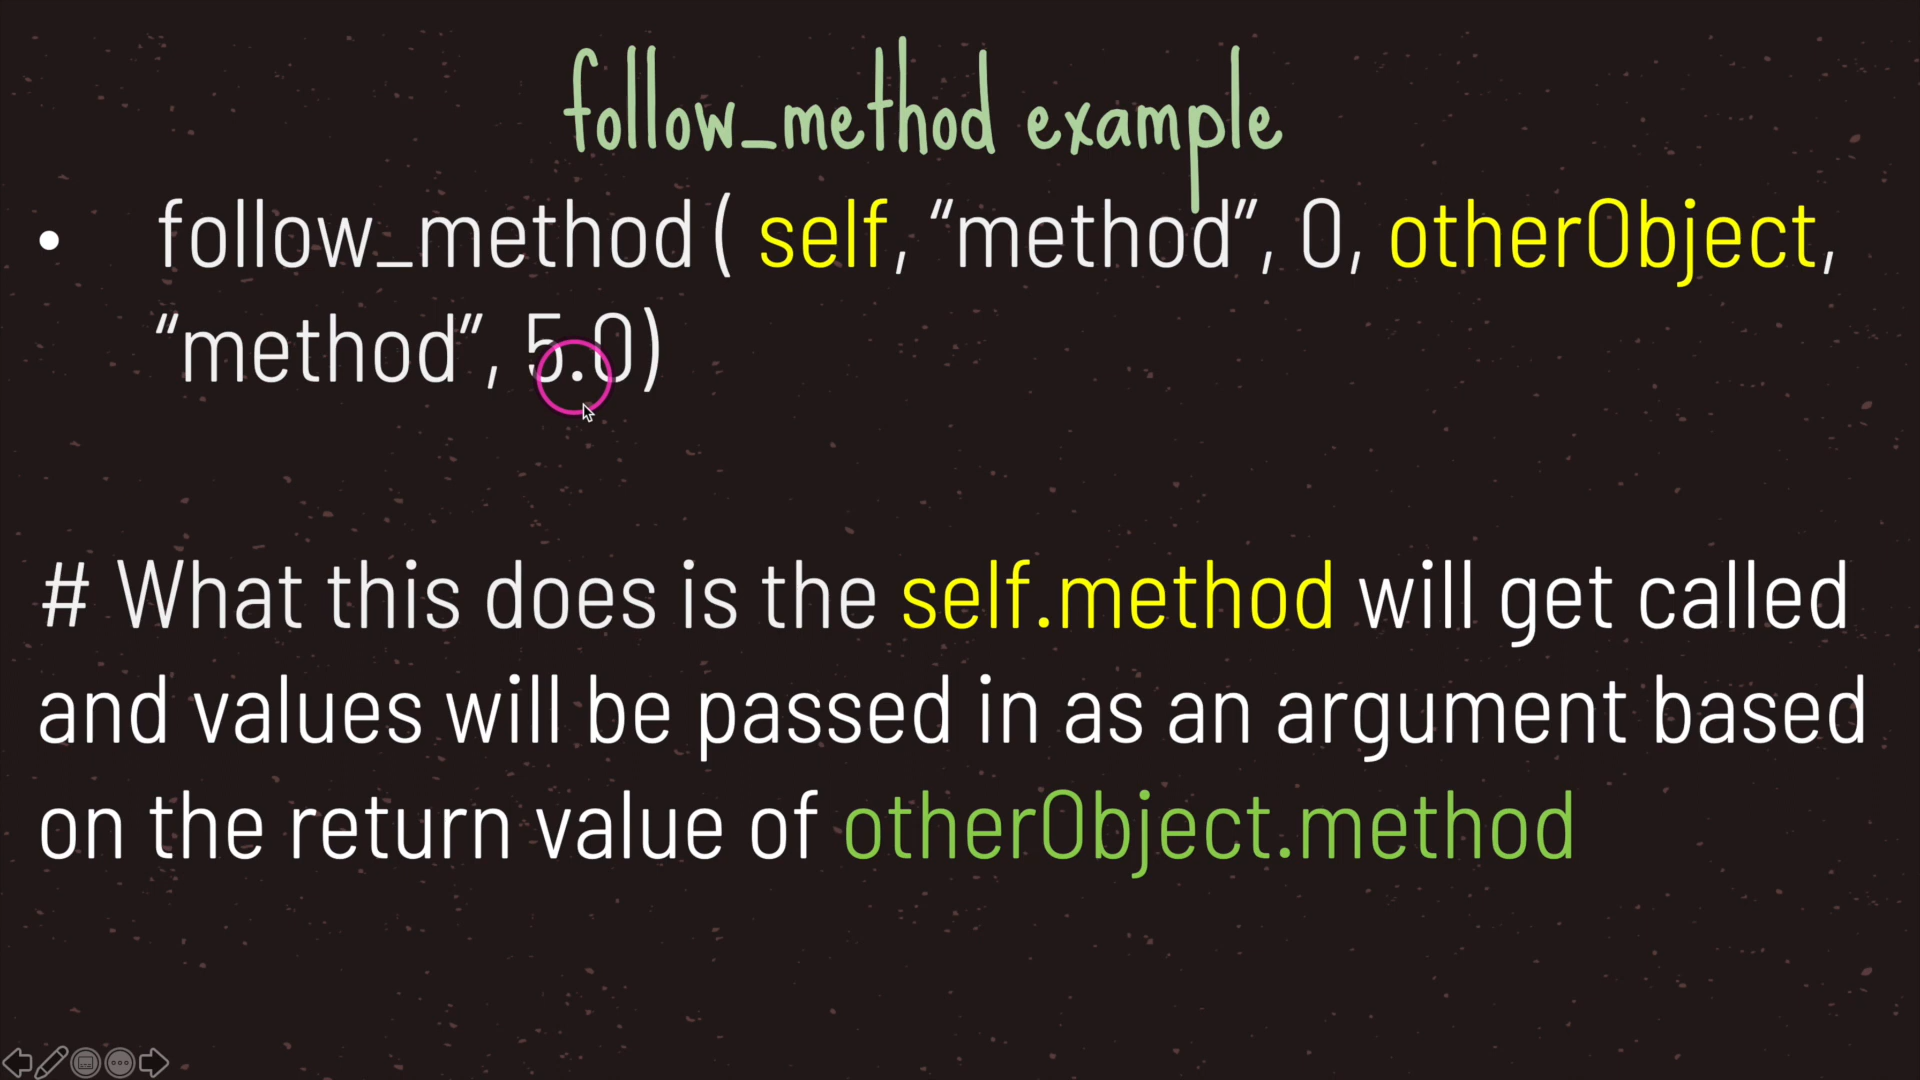 follow_method example
• follow_method ( self, “method”, 0, otherObject,
“method”, 5.0)
# What this does is the self.method will get called
and values will be passed in as an argument based
on the return value of otherObject.method